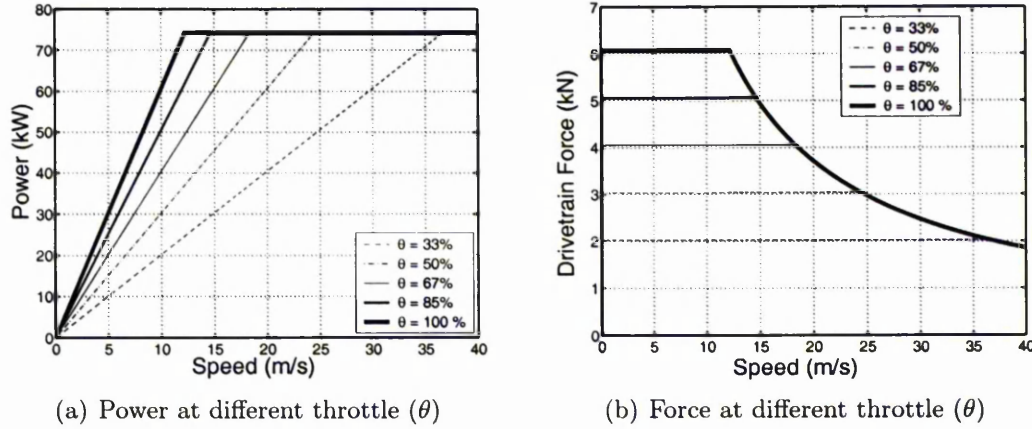 Power (kW)
80
70
60
50
40
30
20
10
0
0 5 10 15 20 25 30 35 40
Speed (m/s)
θ = 33%
θ = 50%
θ = 67%
θ = 85%
θ = 100 %
(a) Power at different throttle (θ)
Drivetrain Force (kN)
7
6
5
4
3
2
1
0
0 5 10 15 20 25 30 35 40
Speed (m/s)
θ = 33%
θ = 50%
θ = 67%
θ = 85%
θ = 100 %
(b) Force at different throttle (θ)